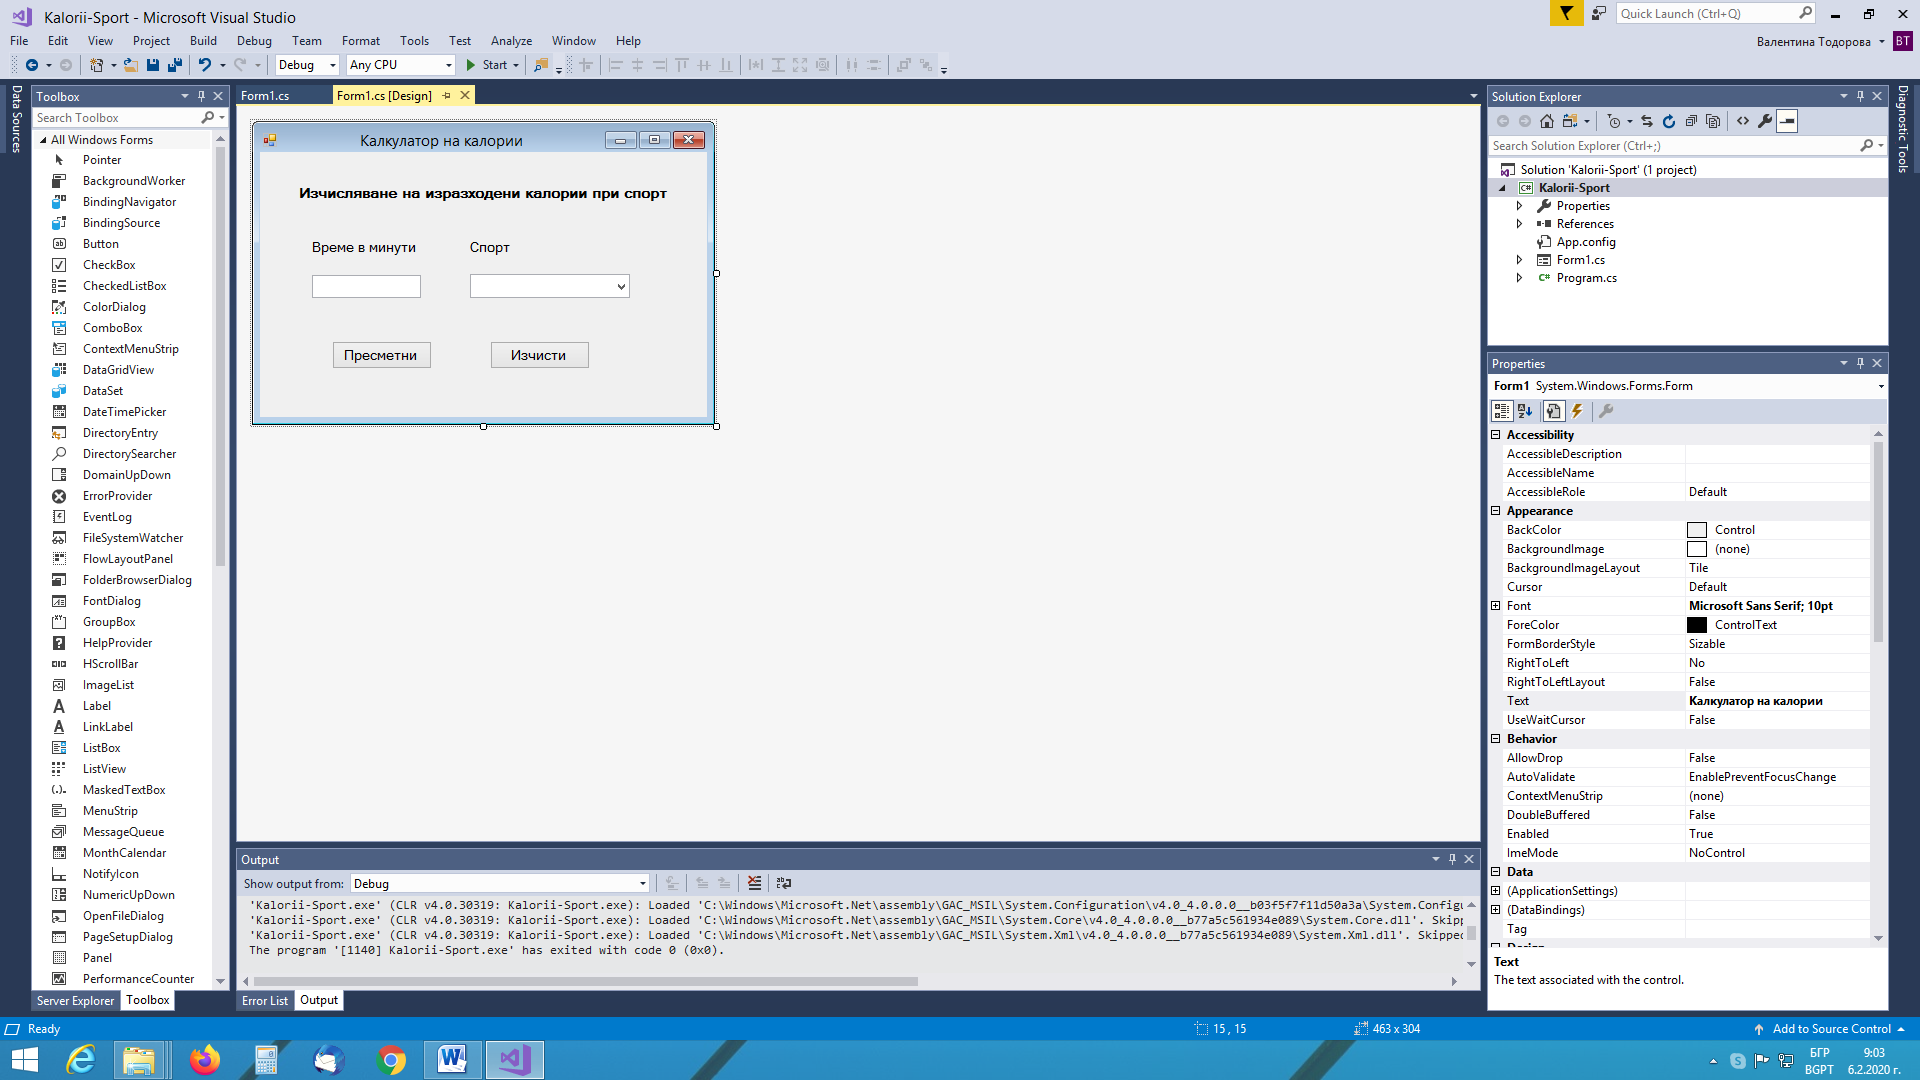 Kalorii-Sport - Microsoft Visual Studio
Quick Launch (Ctrl+Q)
File Edit View Project Build Debug Team Format Tools Test Analyze Window Help
Валентина Тодорова ВТ
Debug Any CPU Start
Data Sources
Toolbox
Search Toolbox
All Windows Forms
Pointer
BackgroundWorker
BindingNavigator
BindingSource
Button
CheckBox
CheckedListBox
ColorDialog
ComboBox
ContextMenuStrip
DataGridView
DataSet
DateTimePicker
DirectoryEntry
DirectorySearcher
DomainUpDown
ErrorProvider
EventLog
FileSystemWatcher
FlowLayoutPanel
FolderBrowserDialog
FontDialog
GroupBox
HelpProvider
HScrollBar
ImageList
Label
LinkLabel
ListBox
ListView
MaskedTextBox
MenuStrip
MessageQueue
MonthCalendar
NotifyIcon
NumericUpDown
OpenFileDialog
PageSetupDialog
Panel
PerformanceCounter
Server Explorer Toolbox
Form1.cs Form1.cs [Design]
Калкулатор на калории
Изчисляване на изразходени калории при спорт
Време в минути Спорт
Пресметни Изчисти
Output
Show output from: Debug
'Kalorii-Sport.exe' (CLR v4.0.30319: Kalorii-Sport.exe): Loaded 'C:\Windows\Microsoft.Net\assembly\GAC_MSIL\System.Configuration\v4.0_4.0.0.0__b03f5f7f11d50a3a\System.Configu
'Kalorii-Sport.exe' (CLR v4.0.30319: Kalorii-Sport.exe): Loaded 'C:\Windows\Microsoft.Net\assembly\GAC_MSIL\System.Core\v4.0_4.0.0.0__b77a5c561934e089\System.Core.dll'. Skipp
'Kalorii-Sport.exe' (CLR v4.0.30319: Kalorii-Sport.exe): Loaded 'C:\Windows\Microsoft.Net\assembly\GAC_MSIL\System.Xml\v4.0_4.0.0.0__b77a5c561934e089\System.Xml.dll'. Skipped
The program '[1140] Kalorii-Sport.exe' has exited with code 0 (0x0).
Error List Output
Solution Explorer
Search Solution Explorer (Ctrl+;)
Solution 'Kalorii-Sport' (1 project)
Kalorii-Sport
Properties
References
App.config
Form1.cs
Program.cs
Diagnostic Tools
Properties
Form1 System.Windows.Forms.Form
Accessibility
AccessibleDescription
AccessibleName
AccessibleRole Default
Appearance
BackColor Control
BackgroundImage (none)
BackgroundImageLayout Tile
Cursor Default
Font Microsoft Sans Serif; 10pt
ForeColor ControlText
FormBorderStyle Sizable
RightToLeft No
RightToLeftLayout False
Text Калкулатор на калории
UseWaitCursor False
Behavior
AllowDrop False
AutoValidate EnablePreventFocusChange
ContextMenuStrip (none)
DoubleBuffered False
Enabled True
ImeMode NoControl
Data
(ApplicationSettings)
(DataBindings)
Tag
Text
The text associated with the control.
Ready 15 , 15 463 x 304 Add to Source Control
БГР 9:03
BGPT 6.2.2020 г.